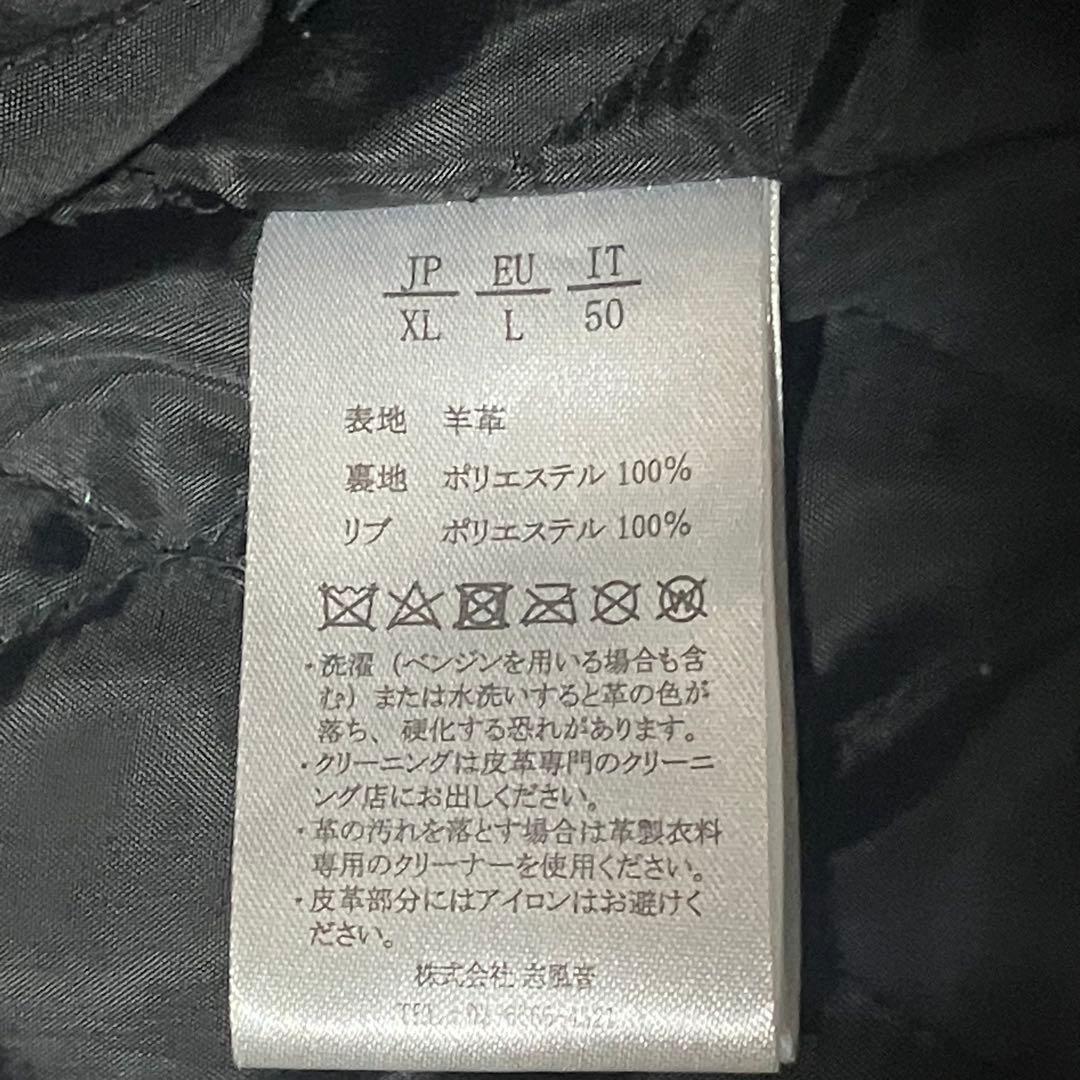 JP EU IT
XL L 50
表地 羊革
裏地 ポリエステル 100%
リブ ポリエステル 100%
W
・洗濯（ベンジンを用いる場合も含
む）または水洗いすると革の色が
落ち、硬化する恐れがあります。
・クリーニングは皮革専門のクリーニ
ング店にお出しください。
・革の汚れを落とす場合は革製衣料
専用のクリーナーを使用ください。
・皮革部分にはアイロンはお避けく
ださい。
株式会社 志風音